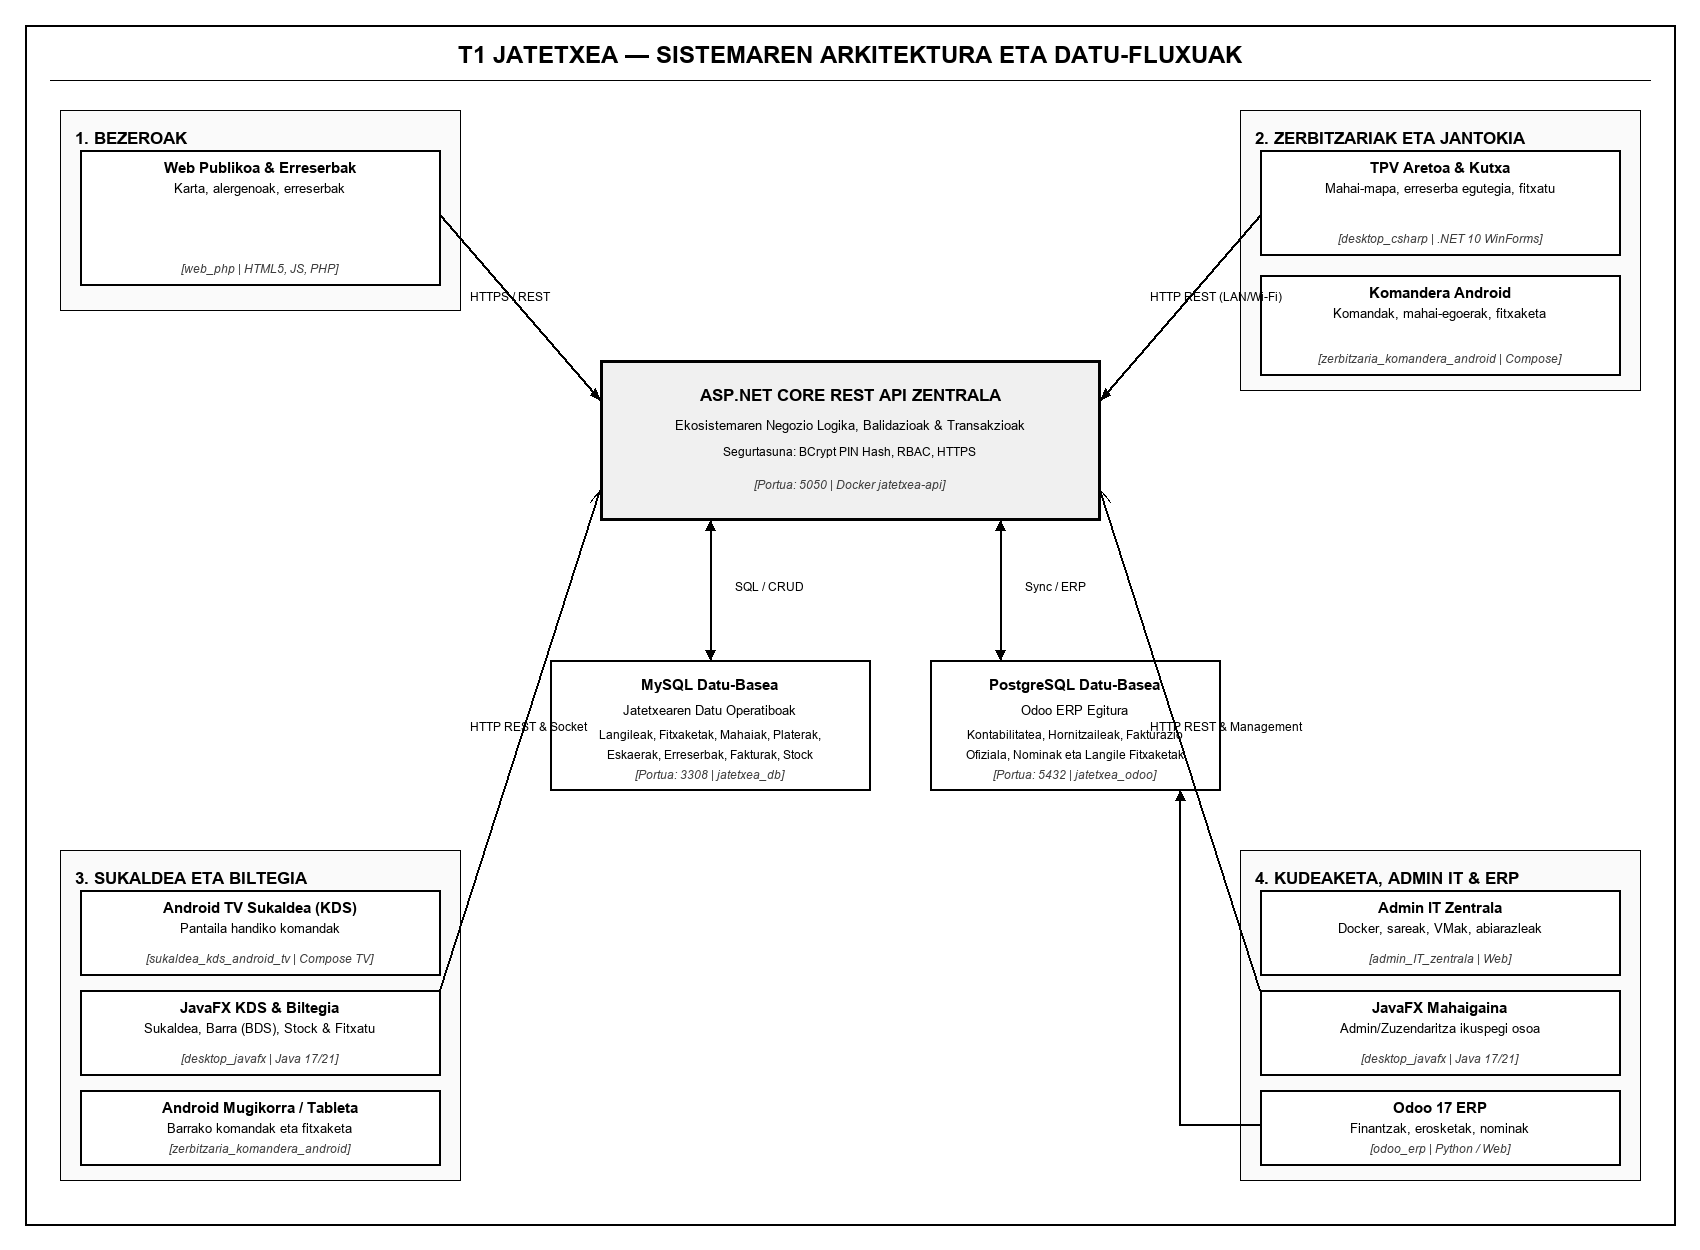 T1 JATETXEA — SISTEMAREN ARKITEKTURA ETA DATU-FLUXUAK
1. BEZEROAK
Web Publikoa & Erreserbak
Karta, alergenoak, erreserbak
[web_php | HTML5, JS, PHP]
HTTPS / REST
2. ZERBITZARIAK ETA JANTOKIA
TPV Aretoa & Kutxa
Mahai-mapa, erreserba egutegia, fitxatu
[desktop_csharp | .NET 10 WinForms]
Komandera Android
Komandak, mahai-egoerak, fitxaketa
[zerbitzaria_komandera_android | Compose]
HTTP REST (LAN/Wi-Fi)
ASP.NET CORE REST API ZENTRALA
Ekosistemaren Negozio Logika, Balidazioak & Transakzioak
Segurtasuna: BCrypt PIN Hash, RBAC, HTTPS
[Portua: 5050 | Docker jatetxea-api]
SQL / CRUD
Sync / ERP
MySQL Datu-Basea
Jatetxearen Datu Operatiboak
Langileak, Fitxaketak, Mahaiak, Platerak,
Eskaerak, Erreserbak, Fakturak, Stock
[Portua: 3308 | jatetxea_db]
PostgreSQL Datu-Basea
Odoo ERP Egitura
Kontabilitatea, Hornitzaileak, Fakturazio
Ofiziala, Nominak eta Langile Fitxaketak
[Portua: 5432 | jatetxea_odoo]
HTTP REST & Socket
HTTP REST & Management
3. SUKALDEA ETA BILTEGIA
Android TV Sukaldea (KDS)
Pantaila handiko komandak
[sukaldea_kds_android_tv | Compose TV]
JavaFX KDS & Biltegia
Sukaldea, Barra (BDS), Stock & Fitxatu
[desktop_javafx | Java 17/21]
Android Mugikorra / Tableta
Barrako komandak eta fitxaketa
[zerbitzaria_komandera_android]
4. KUDEAKETA, ADMIN IT & ERP
Admin IT Zentrala
Docker, sareak, VMak, abiarazleak
[admin_IT_zentrala | Web]
JavaFX Mahaigaina
Admin/Zuzendaritza ikuspegi osoa
[desktop_javafx | Java 17/21]
Odoo 17 ERP
Finantzak, erosketak, nominak
[odoo_erp | Python / Web]